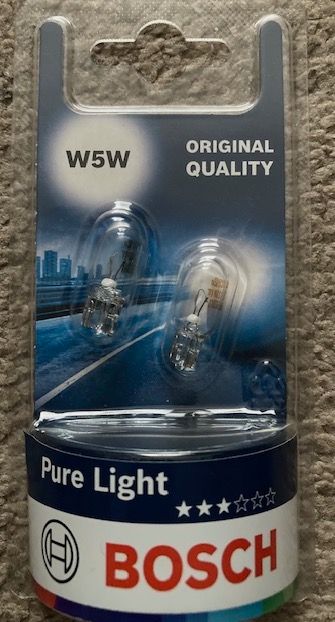 W5W
ORIGINAL
QUALITY
Pure Light
BOSCH